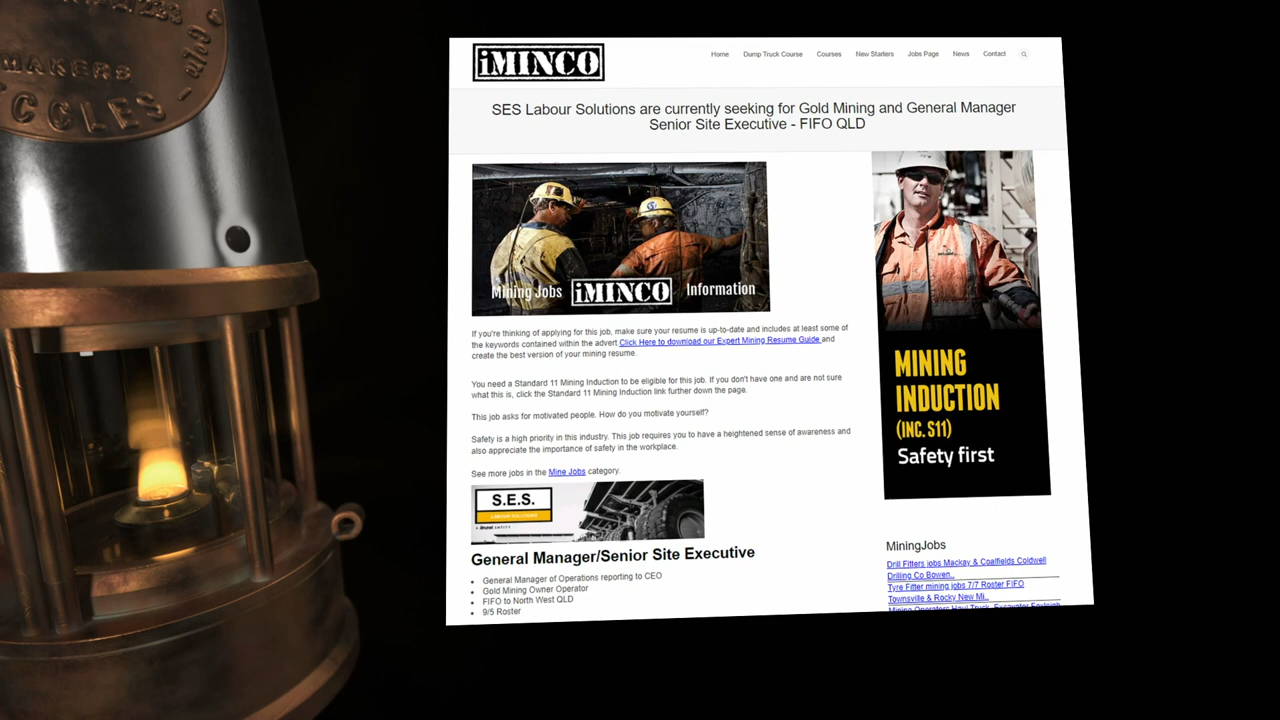 MAKERS
ECCLES
iMINCO
Home Dump Truck Course Courses New Starters Jobs Page News Contact
SES Labour Solutions are currently seeking for Gold Mining and General Manager
Senior Site Executive - FIFO QLD
Mining Jobs iMINCO Information
If you're thinking of applying for this job, make sure your resume is up-to-date and includes at least some of
the keywords contained within the advert Click Here to download our Expert Mining Resume Guide and
create the best version of your mining resume.
You need a Standard 11 Mining Induction to be eligible for this job. If you don't have one and are not sure
what this is, click the Standard 11 Mining Induction link further down the page.
This job asks for motivated people. How do you motivate yourself?
Safety is a high priority in this industry. This job requires you to have a heightened sense of awareness and
also appreciate the importance of safety in the workplace.
See more jobs in the Mine Jobs category.
S.E.S.
LABOUR SOLUTIONS
General Manager/Senior Site Executive
General Manager of Operations reporting to CEO
Gold Mining Owner Operator
FIFO to North West QLD
9/5 Roster
MINING
INDUCTION
(INC. S11)
Safety first
MiningJobs
Drill Fitters jobs Mackay & Coalfields Coldwell
Drilling Co Bowen..
Tyre Fitter mining jobs 7/7 Roster FIFO
Townsville & Rocky New Mi..
Mining Operators Haul Truck, Excavator Foxleigh